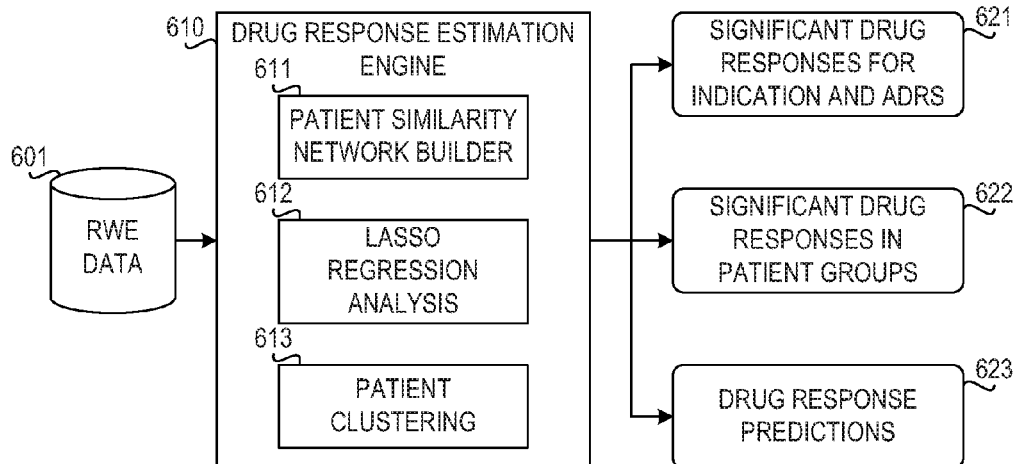 601
RWE
DATA
610
DRUG RESPONSE ESTIMATION
ENGINE
611
PATIENT SIMILARITY
NETWORK BUILDER
612
LASSO
REGRESSION
ANALYSIS
613
PATIENT
CLUSTERING
621
SIGNIFICANT DRUG
RESPONSES FOR
INDICATION AND ADRS
622
SIGNIFICANT DRUG
RESPONSES IN
PATIENT GROUPS
623
DRUG RESPONSE
PREDICTIONS